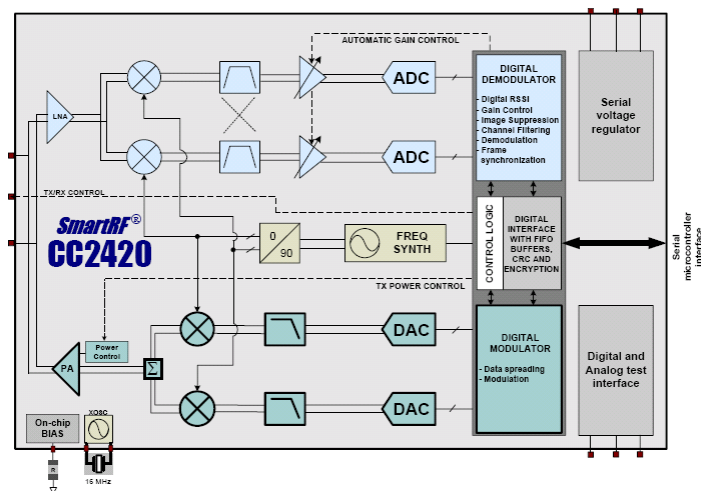 AUTOMATIC GAIN CONTROL
DIGITAL
DEMODULATOR
- Digital RSSI
- Gain Control
- Image Suppression
- Channel Filtering
- Demodulation
- Frame
synchronization
Serial
voltage
regulator
LNA
ADC
ADC
TX/RX CONTROL
SmartRF ®
CC2420
0
90
FREQ
SYNTH
CONTROL LOGIC
DIGITAL
INTERFACE
WITH FIFO
BUFFERS,
CRC AND
ENCRYPTION
Serial
microcontroller
interface
TX POWER CONTROL
Power
Control
PA
Σ
DAC
DAC
DIGITAL
MODULATOR
- Data spreading
- Modulation
Digital and
Analog test
interface
On-chip
BIAS
XOSC
R
16 MHz